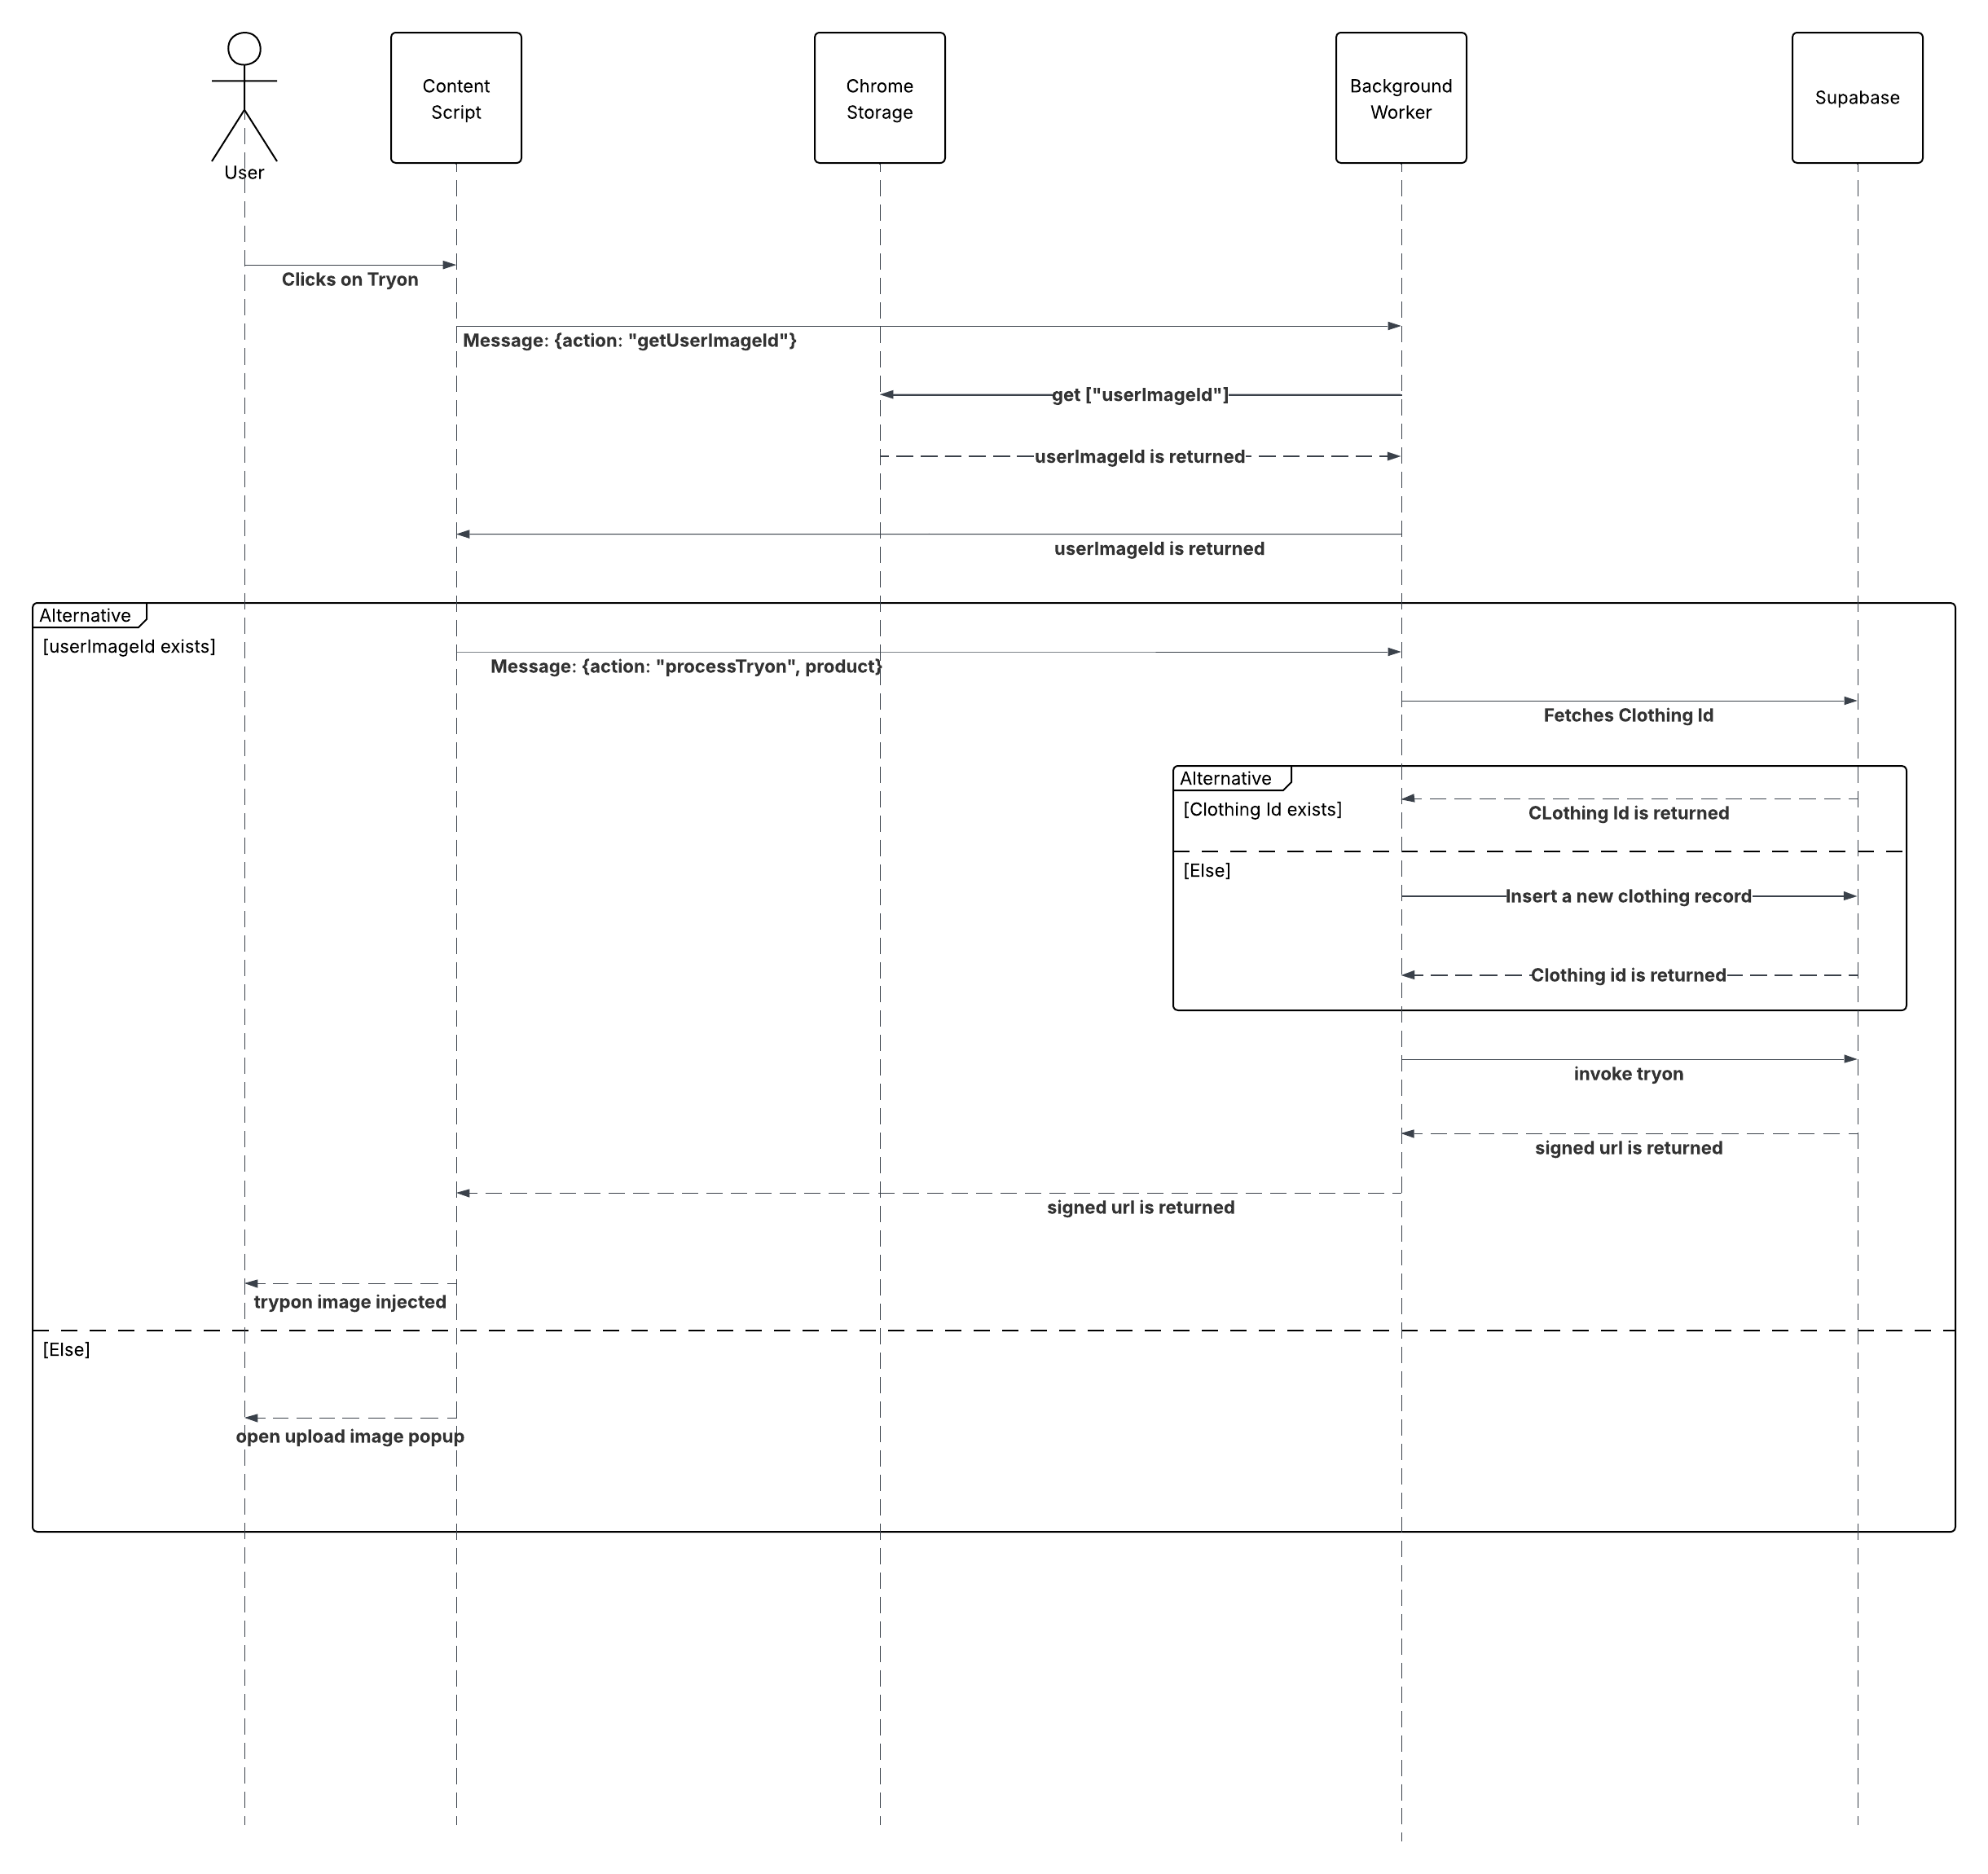 Content
Script
Chrome
Storage
Background
Worker
Supabase
User
Clicks on Tryon
Message: {action: "getUserImageId"}
get ["userImageId"]
userImageId is returned
userImageId is returned
Alternative
[userImageId exists]
Message: {action: "processTryon", product}
Fetches Clothing Id
Alternative
[Clothing Id exists]
CLothing Id is returned
[Else]
Insert a new clothing record
Clothing id is returned
invoke tryon
signed url is returned
signed url is returned
trypon image injected
[Else]
open upload image popup